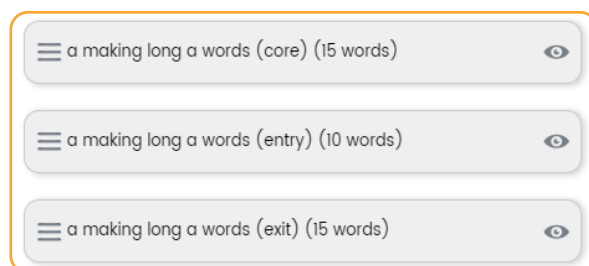 a making long a words (core) (15 words)
a making long a words (entry) (10 words)
a making long a words (exit) (15 words)